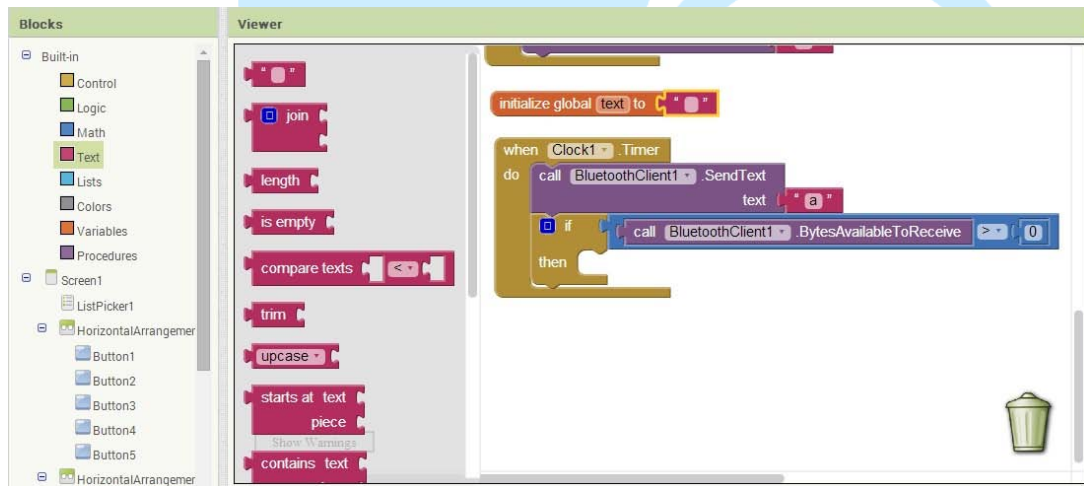 Blocks
Built-in
Control
Logic
Math
Text
Lists
Colors
Variables
Procedures
Screen1
ListPicker1
HorizontalArrangemer
Button1
Button2
Button3
Button4
Button5
HorizontalArrangemer
Viewer
" "
join
length
is empty
compare texts <
trim
upcase
starts at text
piece
Show Warnings
contains text
initialize global text to " "
when Clock1 .Timer
do call BluetoothClient1 .SendText
text " a "
if call BluetoothClient1 .BytesAvailableToReceive > 0
then